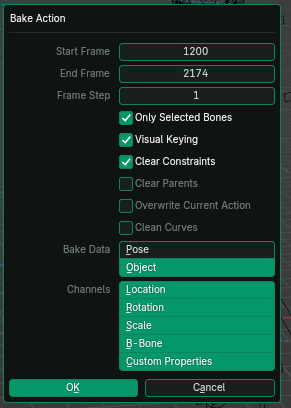 Bake Action
Start Frame 1200
End Frame 2174
Frame Step 1
Only Selected Bones
Visual Keying
Clear Constraints
Clear Parents
Overwrite Current Action
Clean Curves
Bake Data Pose
Object
Channels Location
Rotation
Scale
B-Bone
Custom Properties
OK Cancel